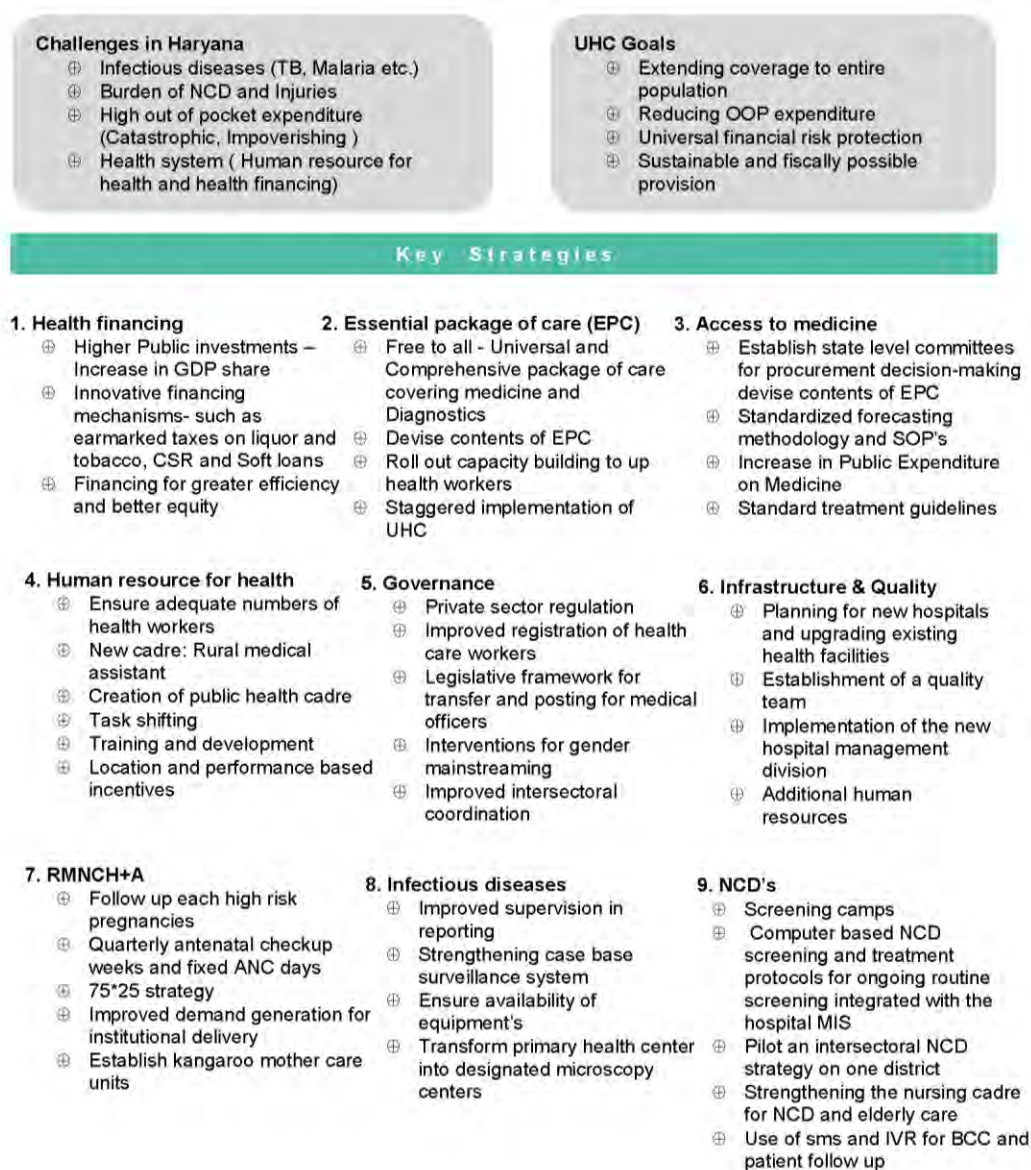 Challenges in Haryana
⊕ Infectious diseases (TB, Malaria etc.)
⊕ Burden of NCD and Injuries
⊕ High out of pocket expenditure
(Catastrophic, Impoverishing )
⊕ Health system ( Human resource for
health and health financing)
UHC Goals
⊕ Extending coverage to entire
population
⊕ Reducing OOP expenditure
⊕ Universal financial risk protection
⊕ Sustainable and fiscally possible
provision
Key Strategies
1. Health financing
⊕ Higher Public investments –
Increase in GDP share
⊕ Innovative financing
mechanisms- such as
earmarked taxes on liquor and
tobacco, CSR and Soft loans
⊕ Financing for greater efficiency
and better equity
2. Essential package of care (EPC)
⊕ Free to all - Universal and
Comprehensive package of care
covering medicine and
Diagnostics
⊕ Devise contents of EPC
⊕ Roll out capacity building to up
health workers
⊕ Staggered implementation of
UHC
3. Access to medicine
⊕ Establish state level committees
for procurement decision-making
devise contents of EPC
⊕ Standardized forecasting
methodology and SOP's
⊕ Increase in Public Expenditure
on Medicine
⊕ Standard treatment guidelines
4. Human resource for health
⊕ Ensure adequate numbers of
health workers
⊕ New cadre: Rural medical
assistant
⊕ Creation of public health cadre
⊕ Task shifting
⊕ Training and development
⊕ Location and performance based
incentives
5. Governance
⊕ Private sector regulation
⊕ Improved registration of health
care workers
⊕ Legislative framework for
transfer and posting for medical
officers
⊕ Interventions for gender
mainstreaming
⊕ Improved intersectoral
coordination
6. Infrastructure & Quality
⊕ Planning for new hospitals
and upgrading existing
health facilities
⊕ Establishment of a quality
team
⊕ Implementation of the new
hospital management
division
⊕ Additional human
resources
7. RMNCH+A
⊕ Follow up each high risk
pregnancies
⊕ Quarterly antenatal checkup
weeks and fixed ANC days
⊕ 75*25 strategy
⊕ Improved demand generation for
institutional delivery
⊕ Establish kangaroo mother care
units
8. Infectious diseases
⊕ Improved supervision in
reporting
⊕ Strengthening case base
surveillance system
⊕ Ensure availability of
equipment's
⊕ Transform primary health center
into designated microscopy
centers
9. NCD's
⊕ Screening camps
⊕ Computer based NCD
screening and treatment
protocols for ongoing routine
screening integrated with the
hospital MIS
⊕ Pilot an intersectoral NCD
strategy on one district
⊕ Strengthening the nursing cadre
for NCD and elderly care
⊕ Use of sms and IVR for BCC and
patient follow up